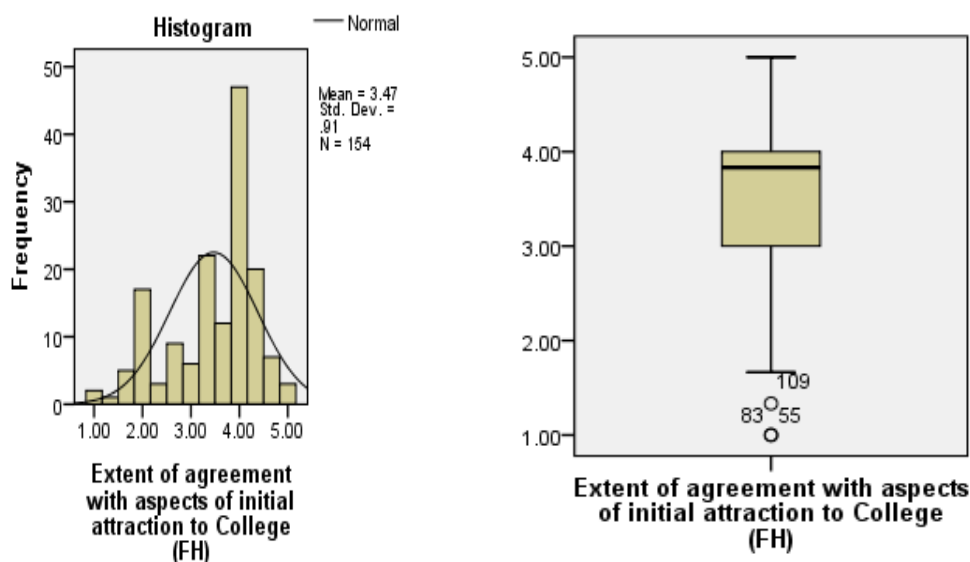 Histogram
Normal
Mean = 3.47
Std. Dev. =
.91
N = 154
Frequency
50
40
30
20
10
0
1.00 2.00 3.00 4.00 5.00
Extent of agreement
with aspects of initial
attraction to College
(FH)
5.00
4.00
3.00
2.00
1.00
109
83 55
Extent of agreement with aspects
of initial attraction to College
(FH)